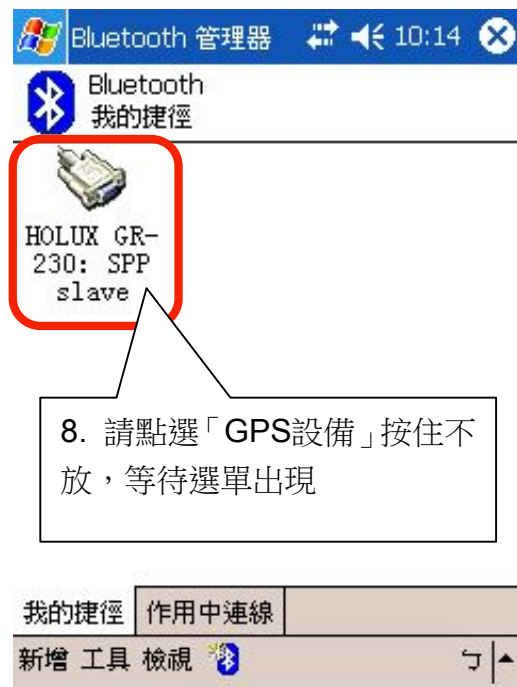 Bluetooth 管理器 10:14
Bluetooth
我的捷徑
HOLUX GR-
230: SPP
slave
8. 請點選「GPS設備」按住不
放，等待選單出現
我的捷徑 作用中連線
新增 工具 檢視 ㄅ